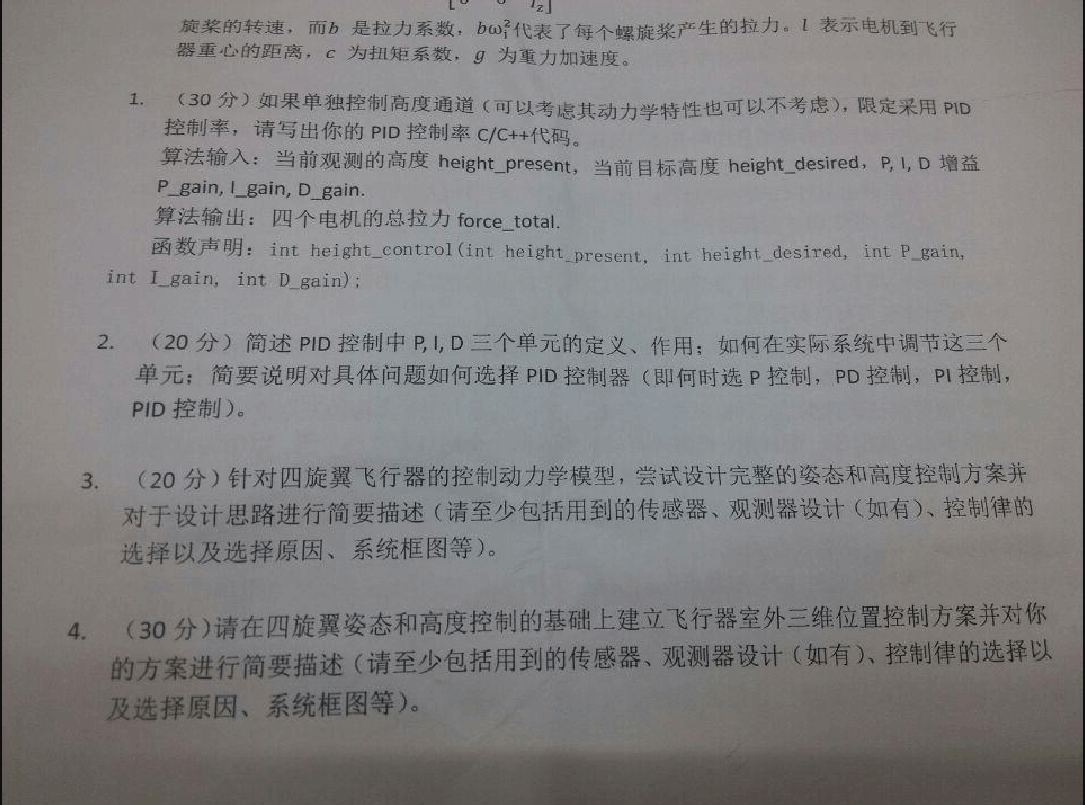 旋桨的转速，而b 是拉力系数，bω_i^2代表了每个螺旋桨产生的拉力。l 表示电机到飞行
器重心的距离，c 为扭矩系数，g 为重力加速度。
1. （30 分）如果单独控制高度通道（可以考虑其动力学特性也可以不考虑），限定采用 PID
控制率，请写出你的 PID 控制率 C/C++代码。
算法输入：当前观测的高度 height_present，当前目标高度 height_desired，P, I, D 增益
P_gain, I_gain, D_gain.
算法输出：四个电机的总拉力 force_total.
函数声明：int height_control(int height_present, int height_desired, int P_gain,
int I_gain, int D_gain);
2. （20 分）简述 PID 控制中 P, I, D 三个单元的定义、作用；如何在实际系统中调节这三个
单元；简要说明对具体问题如何选择 PID 控制器（即何时选 P 控制，PD 控制，PI 控制，
PID 控制）。
3. （20 分）针对四旋翼飞行器的控制动力学模型，尝试设计完整的姿态和高度控制方案并
对于设计思路进行简要描述（请至少包括用到的传感器、观测器设计（如有）、控制律的
选择以及选择原因、系统框图等）。
4. （30 分）请在四旋翼姿态和高度控制的基础上建立飞行器室外三维位置控制方案并对你
的方案进行简要描述（请至少包括用到的传感器、观测器设计（如有）、控制律的选择以
及选择原因、系统框图等）。